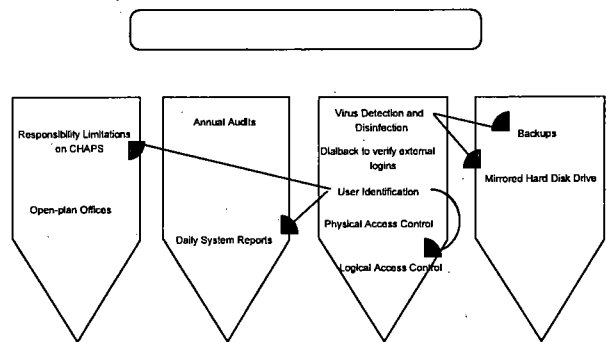 Responsibility Limitations
on CHAPS
Open-plan Offices
Annual Audits
Daily System Reports
Virus Detection and
Disinfection
Dialback to verify external
logins
User Identification
Physical Access Control
Logical Access Control
Backups
Mirrored Hard Disk Drive